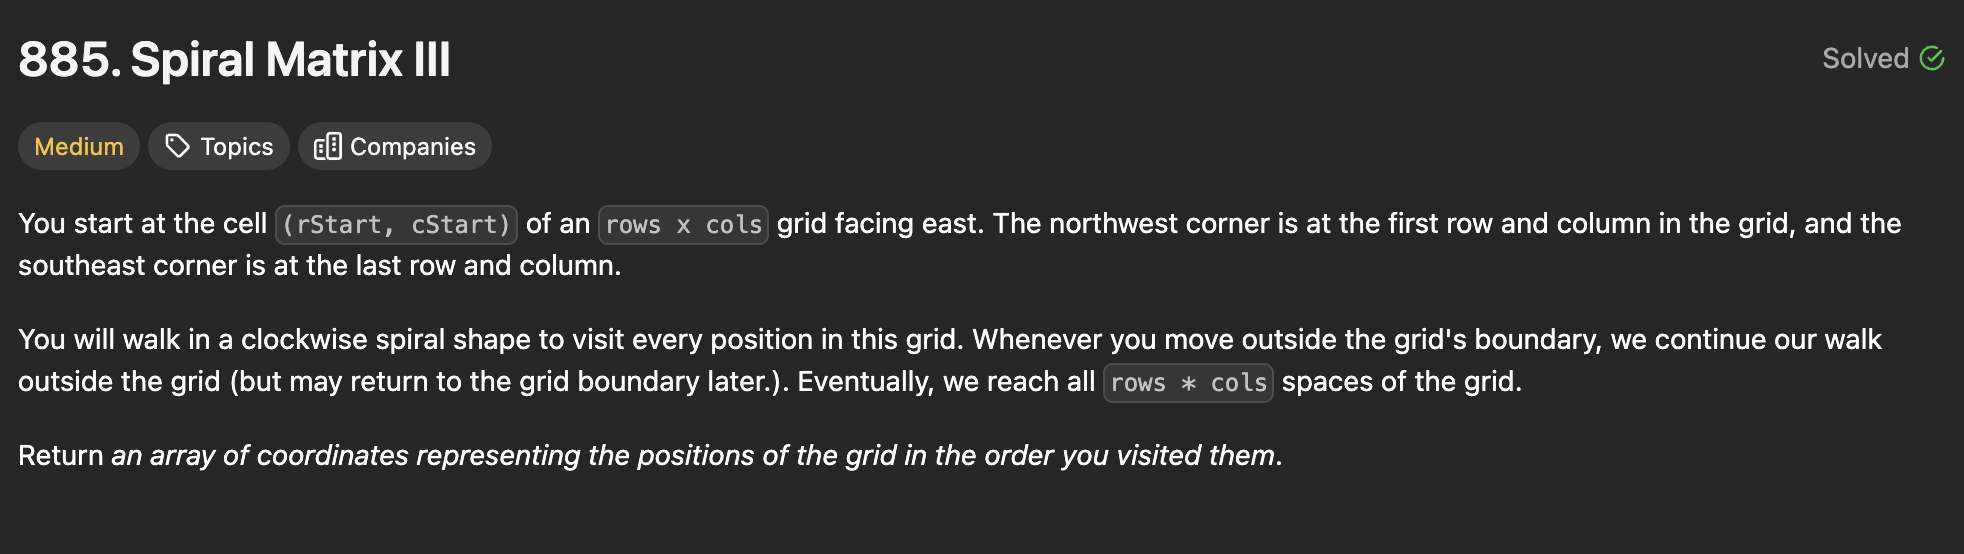 885. Spiral Matrix III
Solved
Medium
Topics
Companies
You start at the cell (rStart, cStart) of an rows x cols grid facing east. The northwest corner is at the first row and column in the grid, and the
southeast corner is at the last row and column.
You will walk in a clockwise spiral shape to visit every position in this grid. Whenever you move outside the grid's boundary, we continue our walk
outside the grid (but may return to the grid boundary later.). Eventually, we reach all rows * cols spaces of the grid.
Return an array of coordinates representing the positions of the grid in the order you visited them.